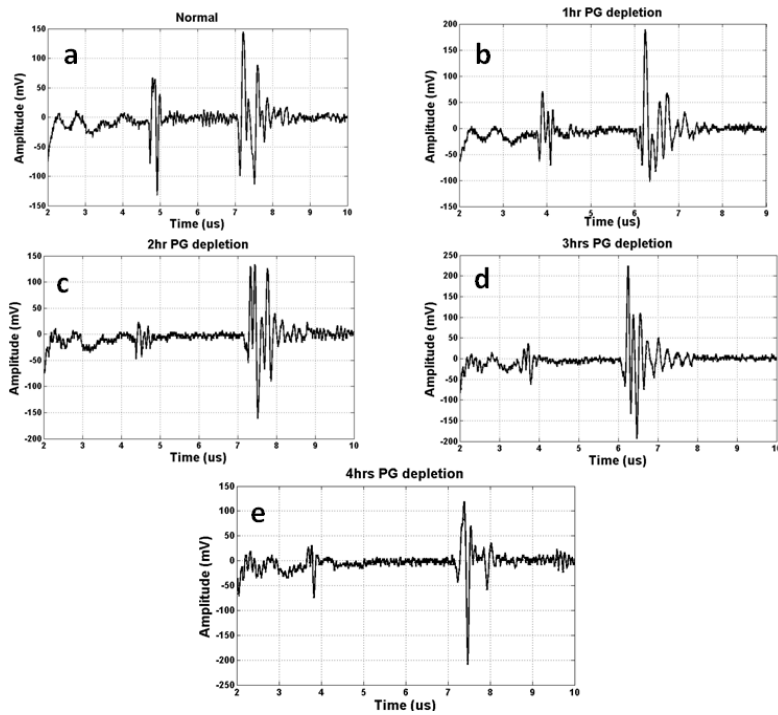 Normal
a
Amplitude (mV)
150
100
50
0
-50
-100
-150
2 3 4 5 6 7 8 9 10
Time (us)
1hr PG depletion
b
Amplitude (mV)
200
150
100
50
0
-50
-100
-150
2 3 4 5 6 7 8 9
Time (us)
2hr PG depletion
c
Amplitude (mV)
150
100
50
0
-50
-100
-150
-200
2 3 4 5 6 7 8 9 10
Time (us)
3hrs PG depletion
d
Amplitude (mV)
250
200
150
100
50
0
-50
-100
-150
-200
2 3 4 5 6 7 8 9 10
Time (us)
4hrs PG depletion
e
Amplitude (mV)
150
100
50
0
-50
-100
-150
-200
-250
2 3 4 5 6 7 8 9 10
Time (us)